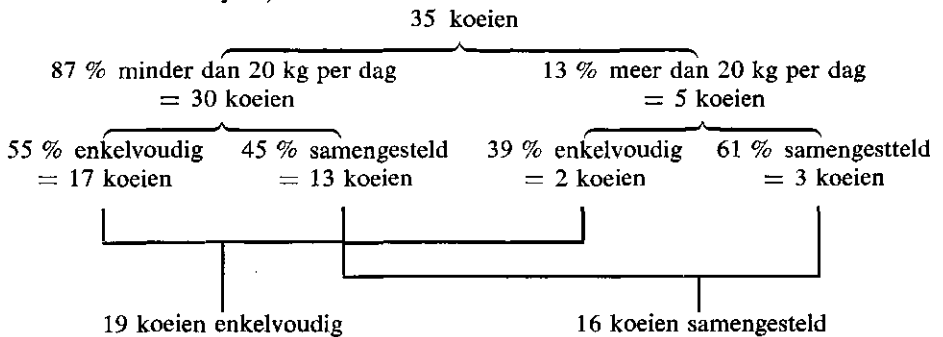 35 koeien
87 % minder dan 20 kg per dag 13 % meer dan 20 kg per dag
= 30 koeien = 5 koeien
55 % enkelvoudig 45 % samengesteld 39 % enkelvoudig 61 % samengestteld
= 17 koeien = 13 koeien = 2 koeien = 3 koeien
19 koeien enkelvoudig 16 koeien samengesteld